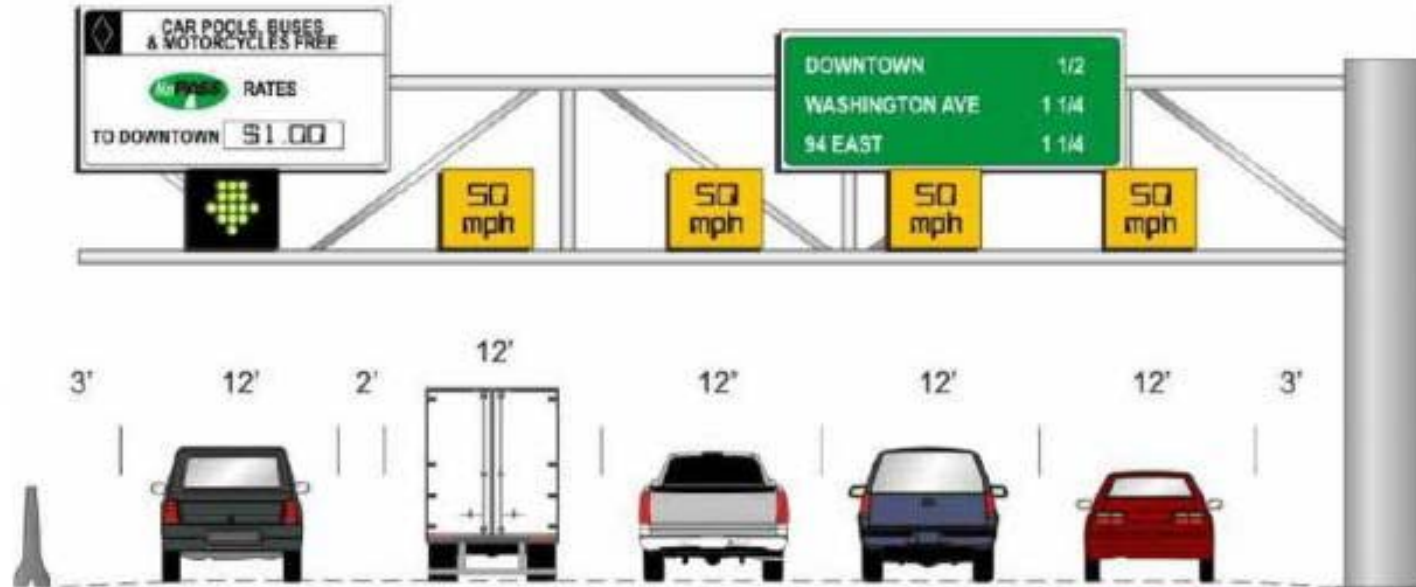 CAR POOLS, BUSES
& MOTORCYCLES FREE
MnPASS RATES
TO DOWNTOWN $1.00
DOWNTOWN 1/2
WASHINGTON AVE 1 1/4
94 EAST 1 1/4
50 mph
50 mph
50 mph
50 mph
12'
3' 12' 2' 12' 12' 12' 3'